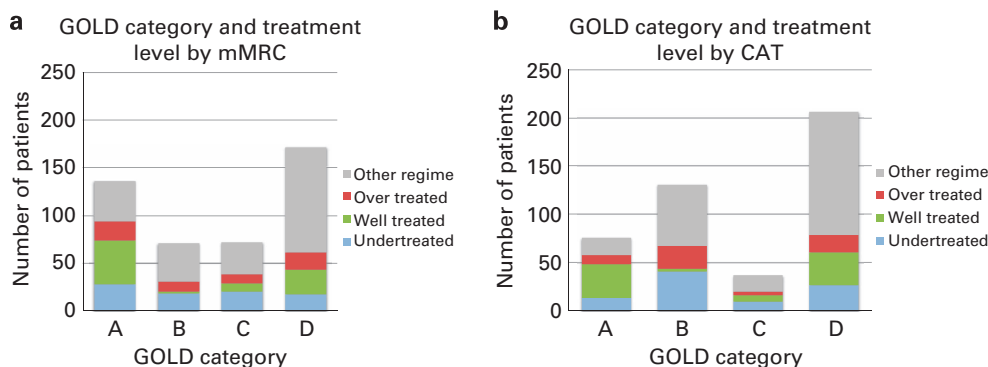 a
GOLD category and treatment
level by mMRC
Number of patients
250
200
150
100
50
0
A B C D
GOLD category
Other regime
Over treated
Well treated
Undertreated
b
GOLD category and treatment
level by CAT
Number of patients
250
200
150
100
50
0
A B C D
GOLD category
Other regime
Over treated
Well treated
Undertreated